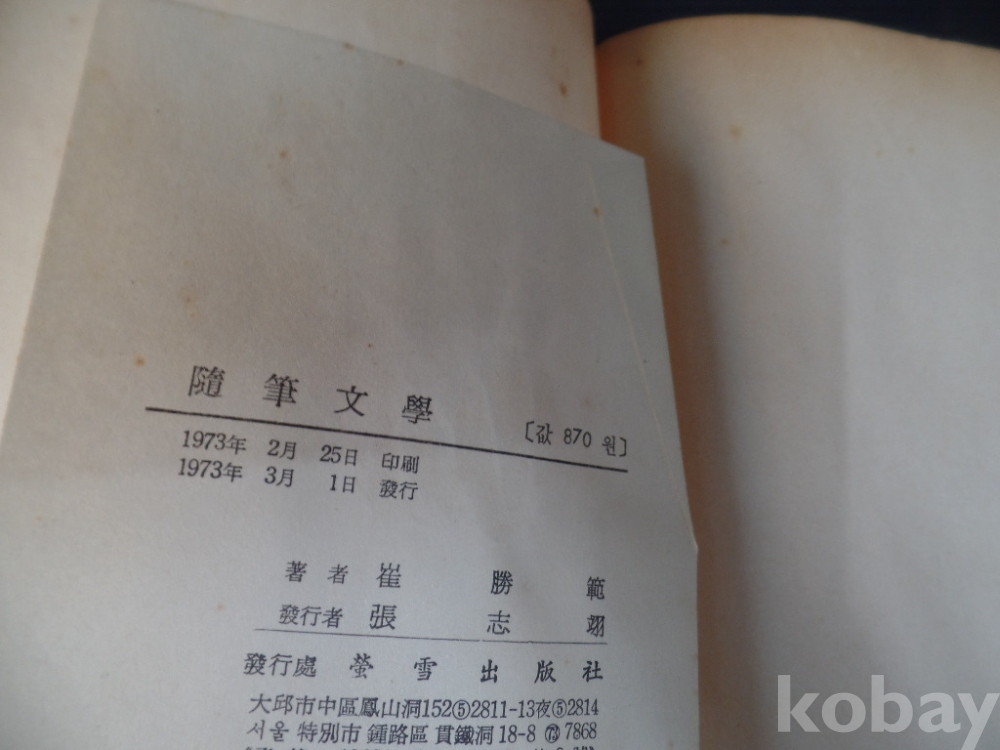 隨筆文學
〔값 870 원〕
1973年 2月 25日 印刷
1973年 3月 1日 發行
著者 崔勝範
發行者 張志翊
發行處 螢雪出版社
大邱市中區鳳山洞152⑤2811-13夜⑤2814
서울 特別市 鍾路區 貫鐵洞 18-8 ㉓ 7868
kobay